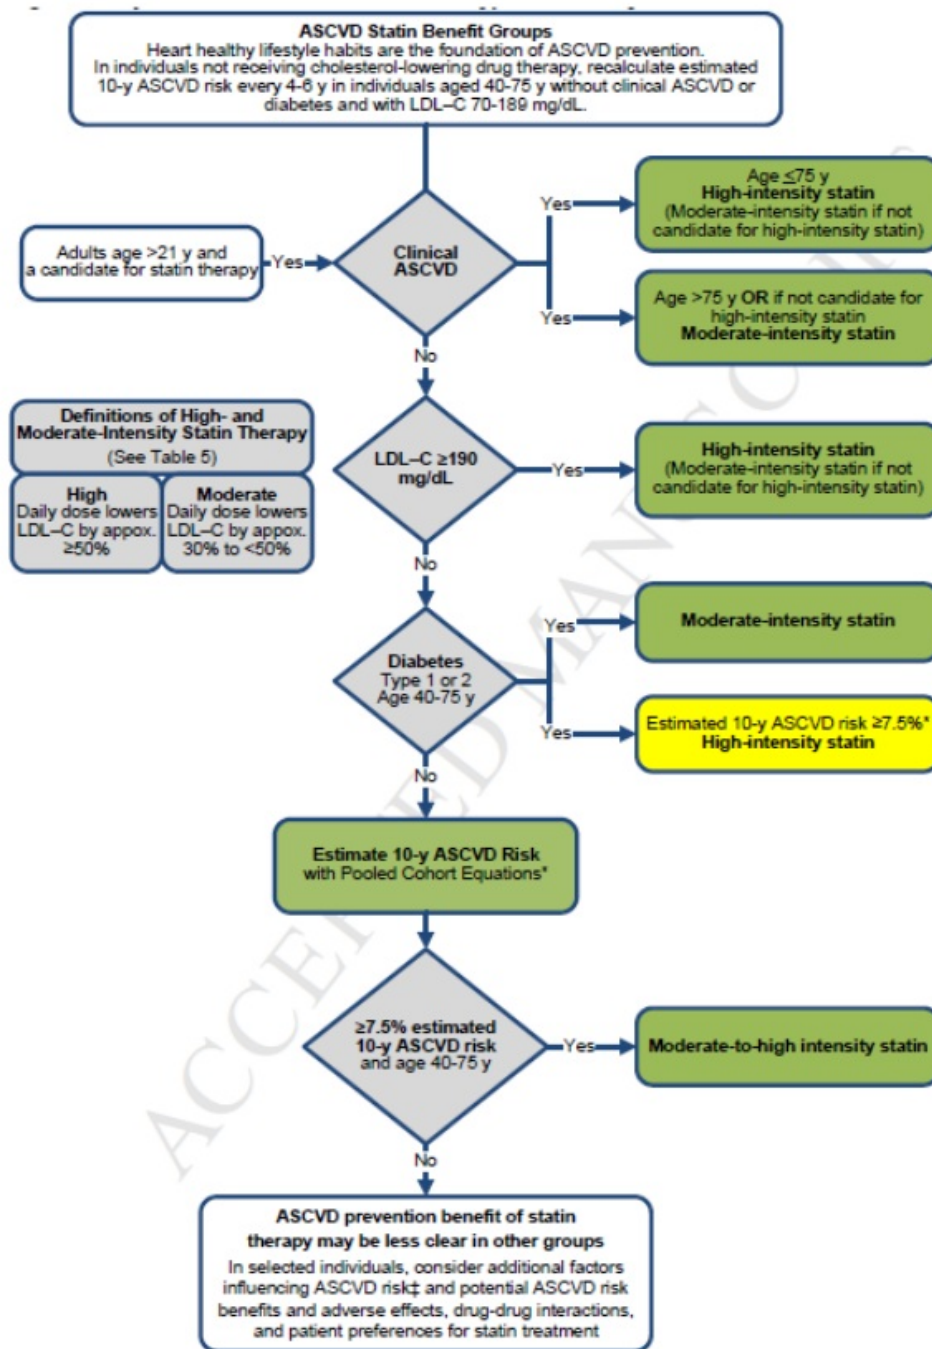 ASCVD Statin Benefit Groups
Heart healthy lifestyle habits are the foundation of ASCVD prevention.
In individuals not receiving cholesterol-lowering drug therapy, recalculate estimated
10-y ASCVD risk every 4-6 y in individuals aged 40-75 y without clinical ASCVD or
diabetes and with LDL–C 70-189 mg/dL.
Adults age >21 y and
a candidate for statin therapy
Yes
Clinical
ASCVD
Yes
Age ≤75 y
High-intensity statin
(Moderate-intensity statin if not
candidate for high-intensity statin)
Yes
Age >75 y OR if not candidate for
high-intensity statin
Moderate-intensity statin
No
Definitions of High- and
Moderate-Intensity Statin Therapy
(See Table 5)
High
Daily dose lowers
LDL–C by appox.
≥50%
Moderate
Daily dose lowers
LDL–C by appox.
30% to <50%
LDL–C ≥190
mg/dL
Yes
High-intensity statin
(Moderate-intensity statin if not
candidate for high-intensity statin)
No
Diabetes
Type 1 or 2
Age 40-75 y
Yes
Moderate-intensity statin
Yes
Estimated 10-y ASCVD risk ≥7.5%*
High-intensity statin
No
Estimate 10-y ASCVD Risk
with Pooled Cohort Equations*
≥7.5% estimated
10-y ASCVD risk
and age 40-75 y
Yes
Moderate-to-high intensity statin
No
ASCVD prevention benefit of statin
therapy may be less clear in other groups
In selected individuals, consider additional factors
influencing ASCVD risk‡ and potential ASCVD risk
benefits and adverse effects, drug-drug interactions,
and patient preferences for statin treatment
ACCEPTED MANUSCRIPT